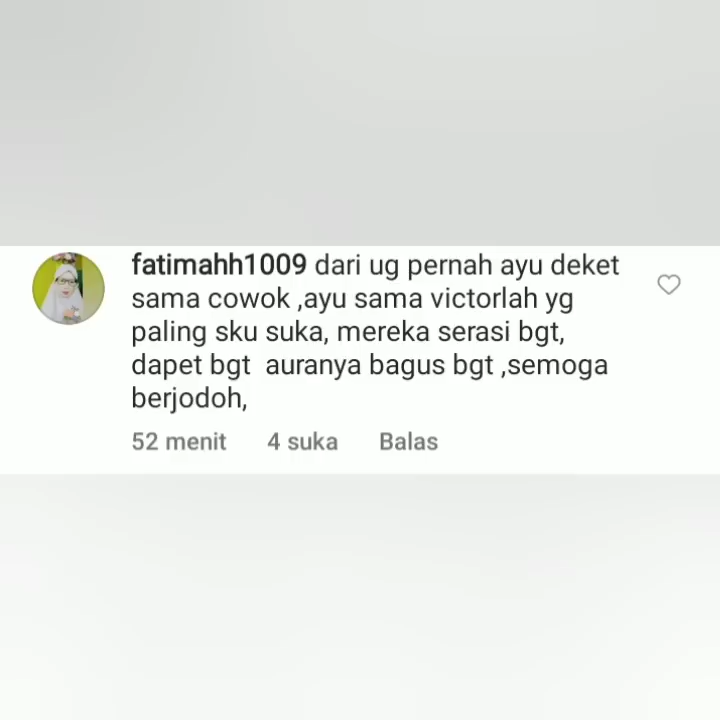 fatimahh1009 dari ug pernah ayu deket
sama cowok ,ayu sama victorlah yg
paling sku suka, mereka serasi bgt,
dapet bgt  auranya bagus bgt ,semoga
berjodoh,
52 menit 4 suka Balas